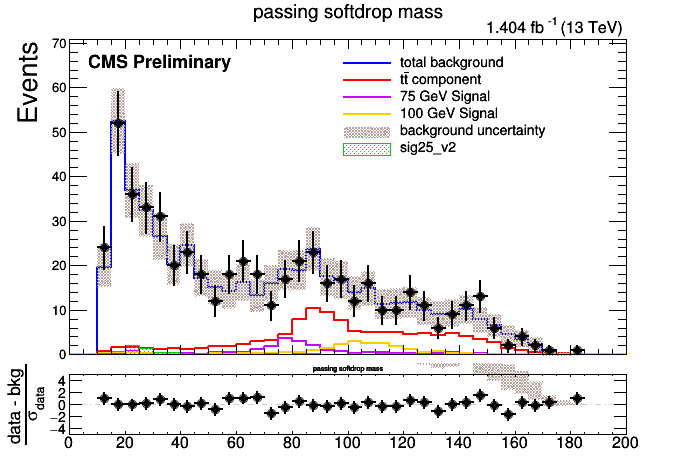 passing softdrop mass
1.404 fb⁻¹ (13 TeV)
CMS Preliminary
total background
tt̄ component
75 GeV Signal
100 GeV Signal
background uncertainty
sig25_v2
Events
70
60
50
40
30
20
10
0
passing softdrop mass
data - bkg
σ data
4
2
0
−2
−4
0 20 40 60 80 100 120 140 160 180 200